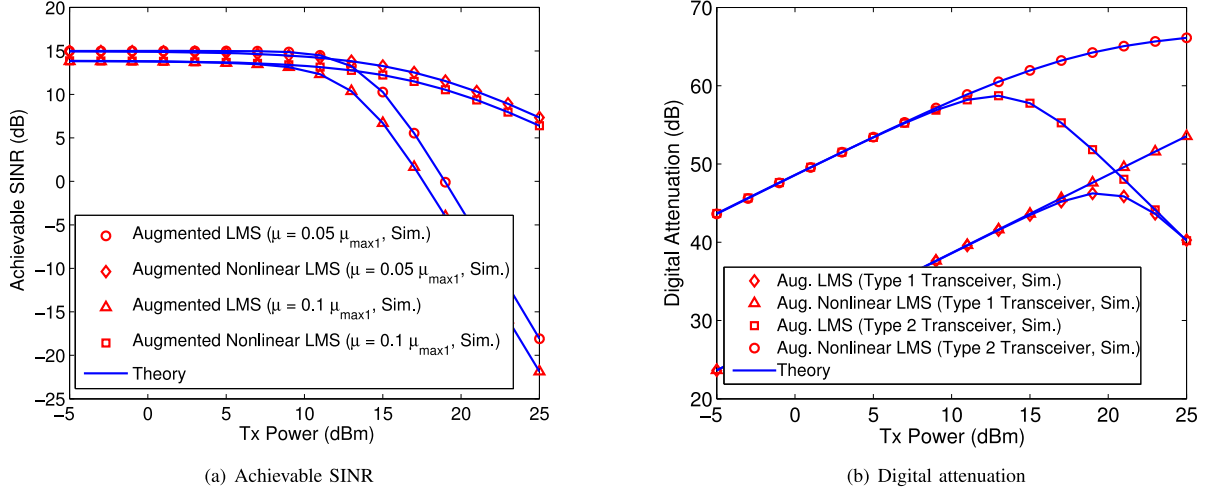 20
15
10
5
0
−5
−10
−15
−20
−25
Achievable SINR (dB)
Augmented LMS (μ = 0.05 μmax1, Sim.)
Augmented Nonlinear LMS (μ = 0.05 μmax1, Sim.)
Augmented LMS (μ = 0.1 μmax1, Sim.)
Augmented Nonlinear LMS (μ = 0.1 μmax1, Sim.)
Theory
−5 0 5 10 15 20 25
Tx Power (dBm)
(a) Achievable SINR
70
60
50
40
30
20
Digital Attenuation (dB)
Aug. LMS (Type 1 Transceiver, Sim.)
Aug. Nonlinear LMS (Type 1 Transceiver, Sim.)
Aug. LMS (Type 2 Transceiver, Sim.)
Aug. Nonlinear LMS (Type 2 Transceiver, Sim.)
Theory
−5 0 5 10 15 20 25
Tx Power (dBm)
(b) Digital attenuation